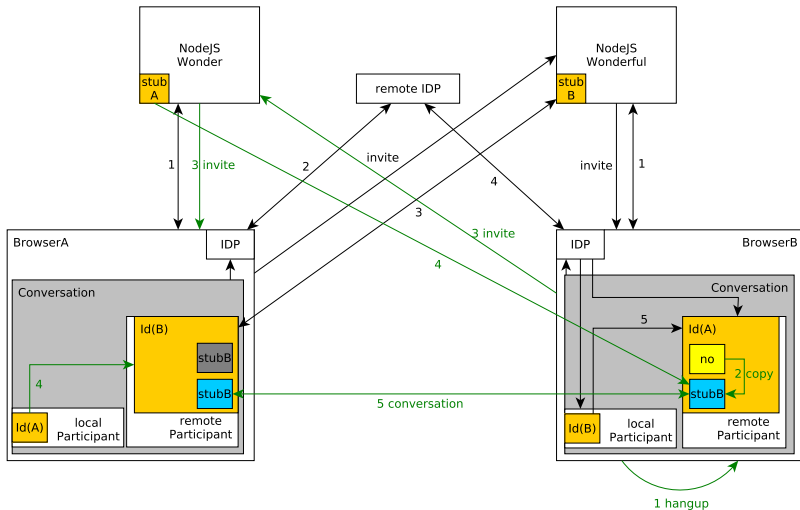 NodeJS
Wonder
stub
A
remote IDP
NodeJS
Wonderful
stub
B
1
3 invite
2
invite
4
invite
1
3
3 invite
4
BrowserA
IDP
IDP
BrowserB
Conversation
Id(B)
stubB
stubB
4
Id(A)
local
Participant
remote
Participant
5 conversation
Conversation
5
Id(A)
no
2 copy
stubB
Id(B)
local
Participant
remote
Participant
1 hangup